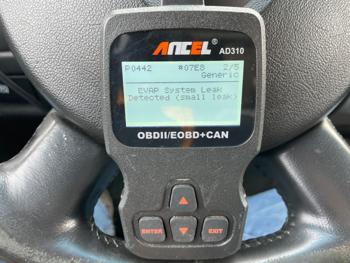 ANCEL®
AD310
P0442 #07E8 2/5
Generic
EVAP System Leak
Detected (small leak)
OBDII/EOBD+CAN
ENTER
EXIT